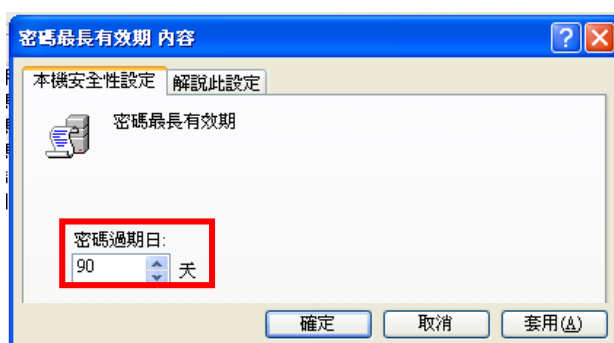 密碼最長有效期 內容
本機安全性設定 解說此設定
密碼最長有效期
密碼過期日:
90 天
確定 取消 套用(A)